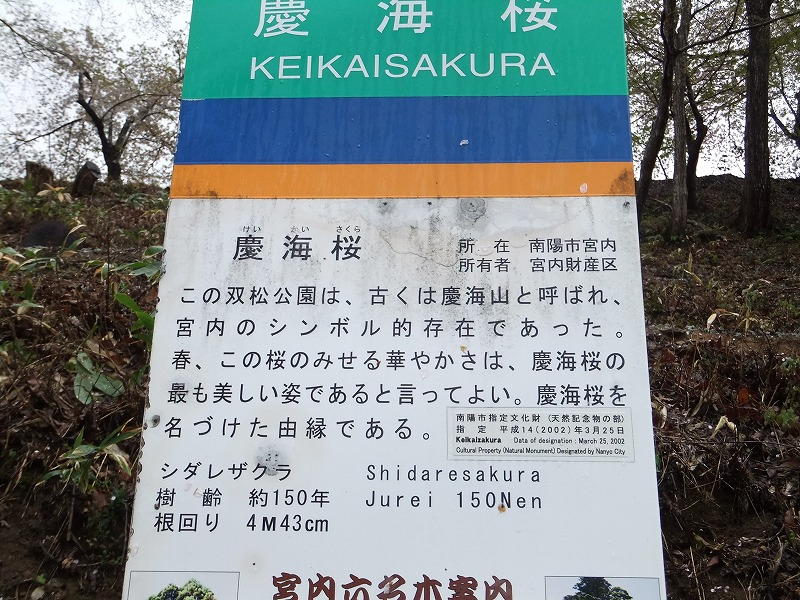 慶海桜
KEIKAISAKURA
けい かい さくら
慶海桜
所在 南陽市宮内
所有者 宮内財産区
この双松公園は、古くは慶海山と呼ばれ、
宮内のシンボル的存在であった。
春、この桜のみせる華やかさは、慶海桜の
最も美しい姿であると言ってよい。慶海桜を
名づけた由縁である。
南陽市指定文化財 (天然記念物の部)
指定 平成14(2002)年3月25日
Keikaizakura Data of designation : March 25, 2002
Cultural Property (Natural Monument) Designated by Nanyo City
シダレザクラ Shidaresakura
樹齢 約150年 Jurei 150Nen
根回り 4M43cm
宮内六名木案内